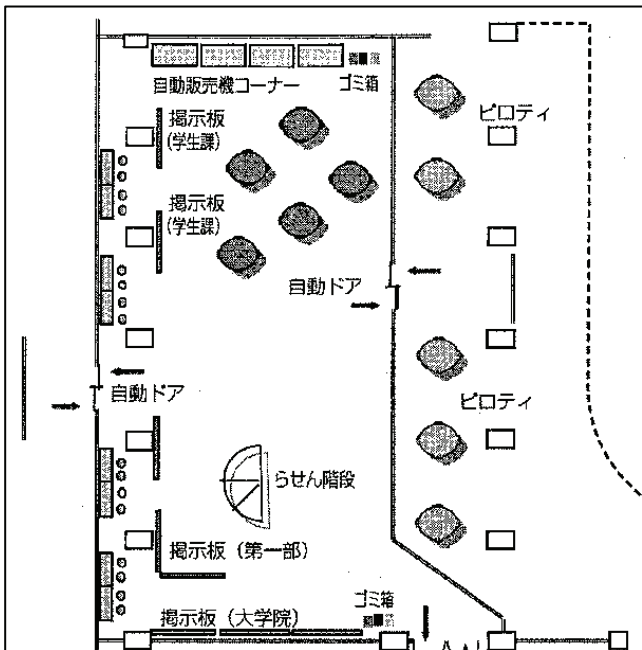 自動販売機コーナー
ゴミ箱
掲示板
(学生課)
ピロティ
掲示板
(学生課)
自動ドア
自動ドア
ピロティ
らせん階段
掲示板(第一部)
ゴミ箱
掲示板(大学院)